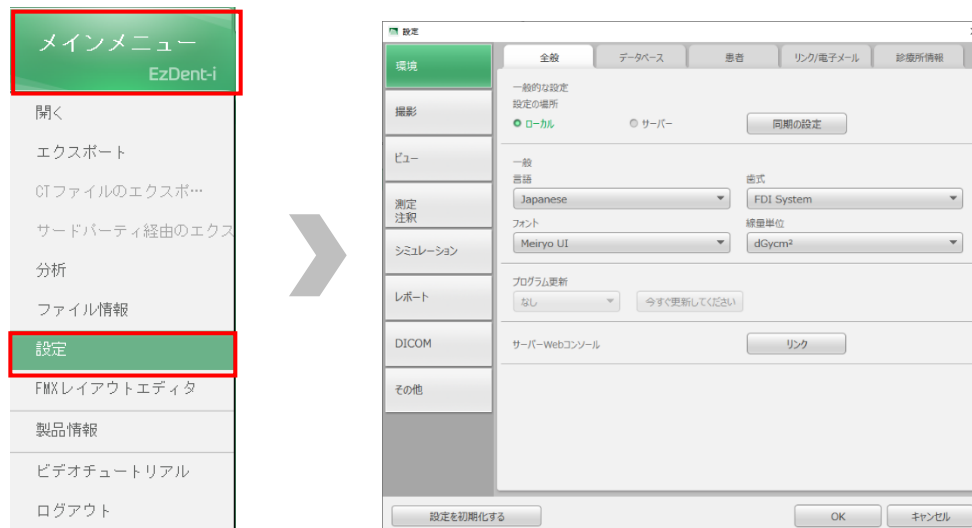 メインメニュー
EzDent-i
開く
エクスポート
CTファイルのエクスポ…
サードパーティ経由のエクス
分析
ファイル情報
設定
FMXレイアウトエディタ
製品情報
ビデオチュートリアル
ログアウト
設定
環境
撮影
ビュー
測定
注釈
シミュレーション
レポート
DICOM
その他
全般 データベース 患者 リンク/電子メール 診療所情報
一般的な設定
設定の場所
ローカル サーバー 同期の設定
一般
言語 歯式
Japanese FDI System
フォント 線量単位
Meiryo UI dGycm²
プログラム更新
なし 今すぐ更新してください
サーバーWebコンソール リンク
設定を初期化する OK キャンセル